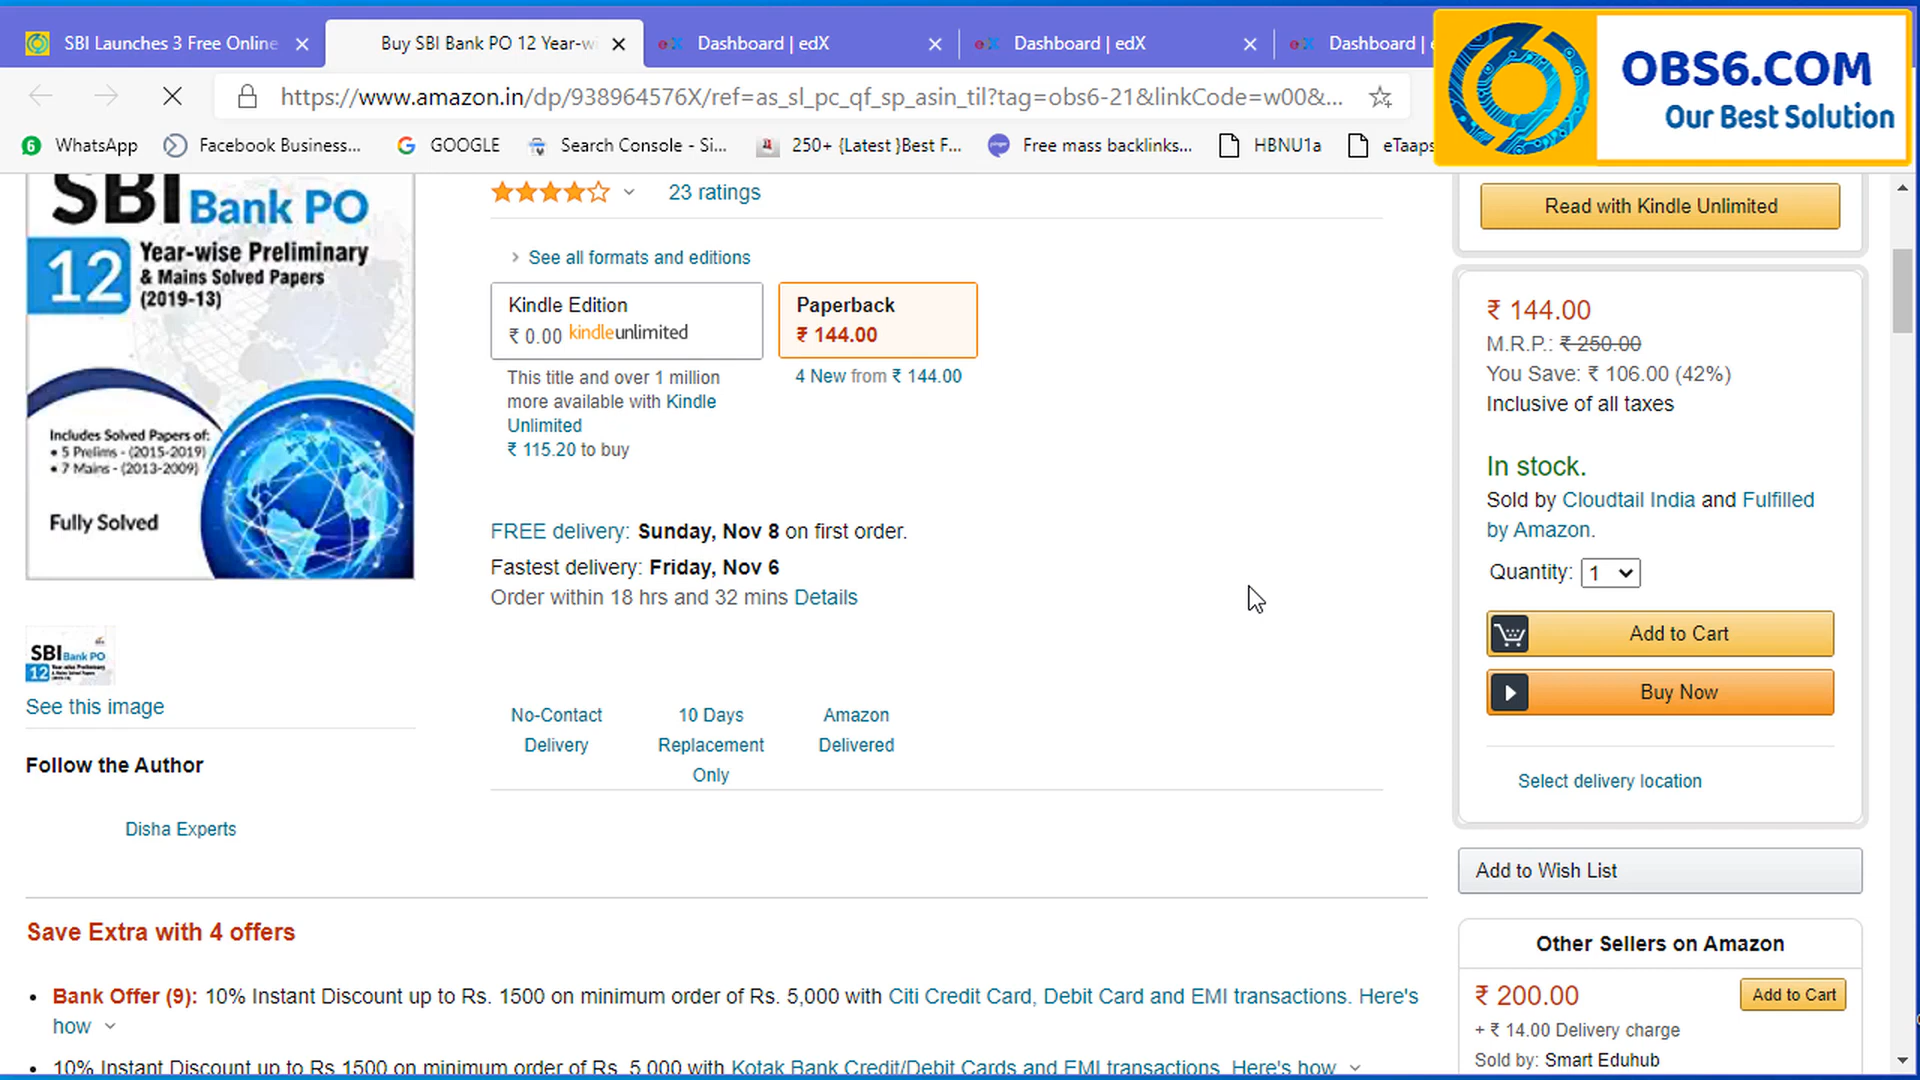 SBI Launches 3 Free Online
Buy SBI Bank PO 12 Year-wi
Dashboard | edX
Dashboard | edX
Dashboard |
OBS6.COM
Our Best Solution
https://www.amazon.in/dp/938964576X/ref=as_sl_pc_qf_sp_asin_til?tag=obs6-21&linkCode=w00&...
6 WhatsApp
Facebook Business...
GOOGLE
Search Console - Si...
250+ {Latest }Best F...
Free mass backlinks...
HBNU1a
eTaaps
SBI Bank PO
12 Year-wise Preliminary
& Mains Solved Papers
(2019-13)
Includes Solved Papers of:
• 5 Prelims - (2015-2019)
• 7 Mains - (2013-2009)
Fully Solved
SBI Bank PO
12
See this image
Follow the Author
Disha Experts
23 ratings
See all formats and editions
Kindle Edition
₹ 0.00 kindleunlimited
This title and over 1 million
more available with Kindle
Unlimited
₹ 115.20 to buy
Paperback
₹ 144.00
4 New from ₹ 144.00
FREE delivery: Sunday, Nov 8 on first order.
Fastest delivery: Friday, Nov 6
Order within 18 hrs and 32 mins Details
No-Contact
Delivery
10 Days
Replacement
Only
Amazon
Delivered
Read with Kindle Unlimited
₹ 144.00
M.R.P.: ₹ 250.00
You Save: ₹ 106.00 (42%)
Inclusive of all taxes
In stock.
Sold by Cloudtail India and Fulfilled
by Amazon.
Quantity: 1
Add to Cart
Buy Now
Select delivery location
Add to Wish List
Other Sellers on Amazon
₹ 200.00
Add to Cart
+ ₹ 14.00 Delivery charge
Sold by: Smart Eduhub
Save Extra with 4 offers
• Bank Offer (9): 10% Instant Discount up to Rs. 1500 on minimum order of Rs. 5,000 with Citi Credit Card, Debit Card and EMI transactions. Here's
how
• 10% Instant Discount up to Rs 1500 on minimum order of Rs. 5,000 with Kotak Bank Credit/Debit Cards and EMI transactions. Here's how